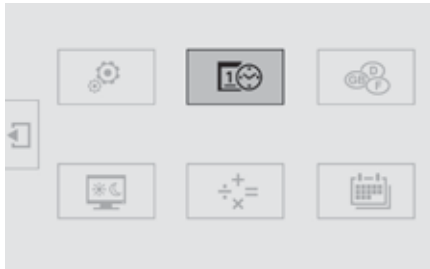 1
GB D F
÷ + × =